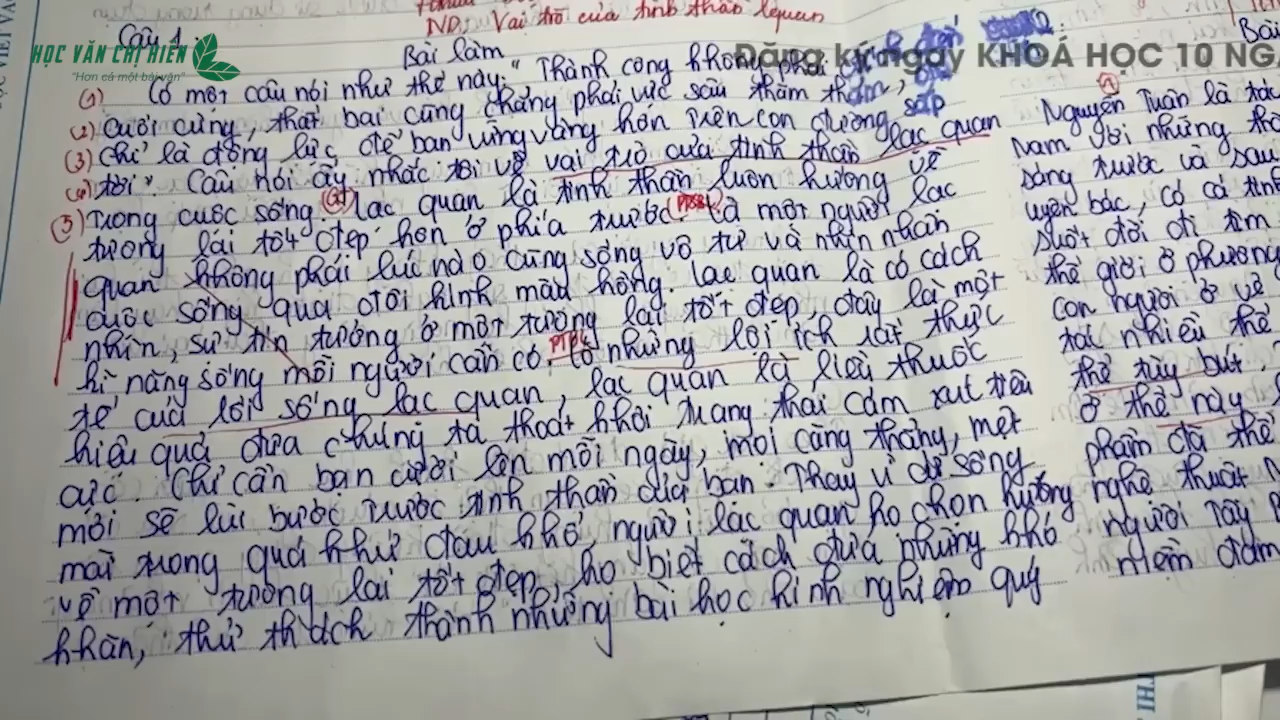 ND: Vai trò của tinh thần lạc quan
HỌC VĂN CHỊ HIÊN
"Hơn cả một bài văn"
Đăng ký ngay KHOÁ HỌC 10 NG
Câu 1:
Bài làm
(1) Có một câu nói như thế này: "Thành công không phải
(2) cuối cùng, thất bại cũng chẳng phải vực sâu thăm thẳm,
(3) chỉ là động lực để bạn vững vàng hơn trên con đường sắp
(4) tới". Câu nói ấy nhắc tôi về vai trò của tinh thần lạc quan
(5) trong cuộc sống. Lạc quan là tinh thần luôn hướng về
tương lai tốt đẹp hơn ở phía trước. Là một người lạc
quan không phải lúc nào cũng sống vô tư và nhìn nhận
cuộc sống qua đôi hình màu hồng. Lạc quan là có cách
nhìn, sự tin tưởng ở một tương lai tốt đẹp, đây là một
kĩ năng sống mỗi người cần có. Có những lợi ích rất thực
tế của lối sống lạc quan, lạc quan là liều thuốc
hiệu quả đưa chúng ta thoát khỏi trạng thái cảm xúc tiêu
cực. Chỉ cần bạn cười lên mỗi ngày, mọi căng thẳng, mệt
mỏi sẽ lùi bước trước tinh thần của bạn. Thay vì cứ sống
mãi trong quá khứ đau khổ, người lạc quan họ chọn hướng
về một tương lai tốt đẹp, họ biết cách đưa những khó
khăn, thử thách thành những bài học kinh nghiệm quý
Bài
Nguyễn Tuân là tác
Nam với những
sáng trước và sau
uyên bác, có cá tính
suốt đời đi tìm
thế giới ở phương
con người ở vẻ
tác nhiều thể
thể tùy bút.
ở thể này
phẩm đã thể
nghệ thuật
người lấy
niềm đam